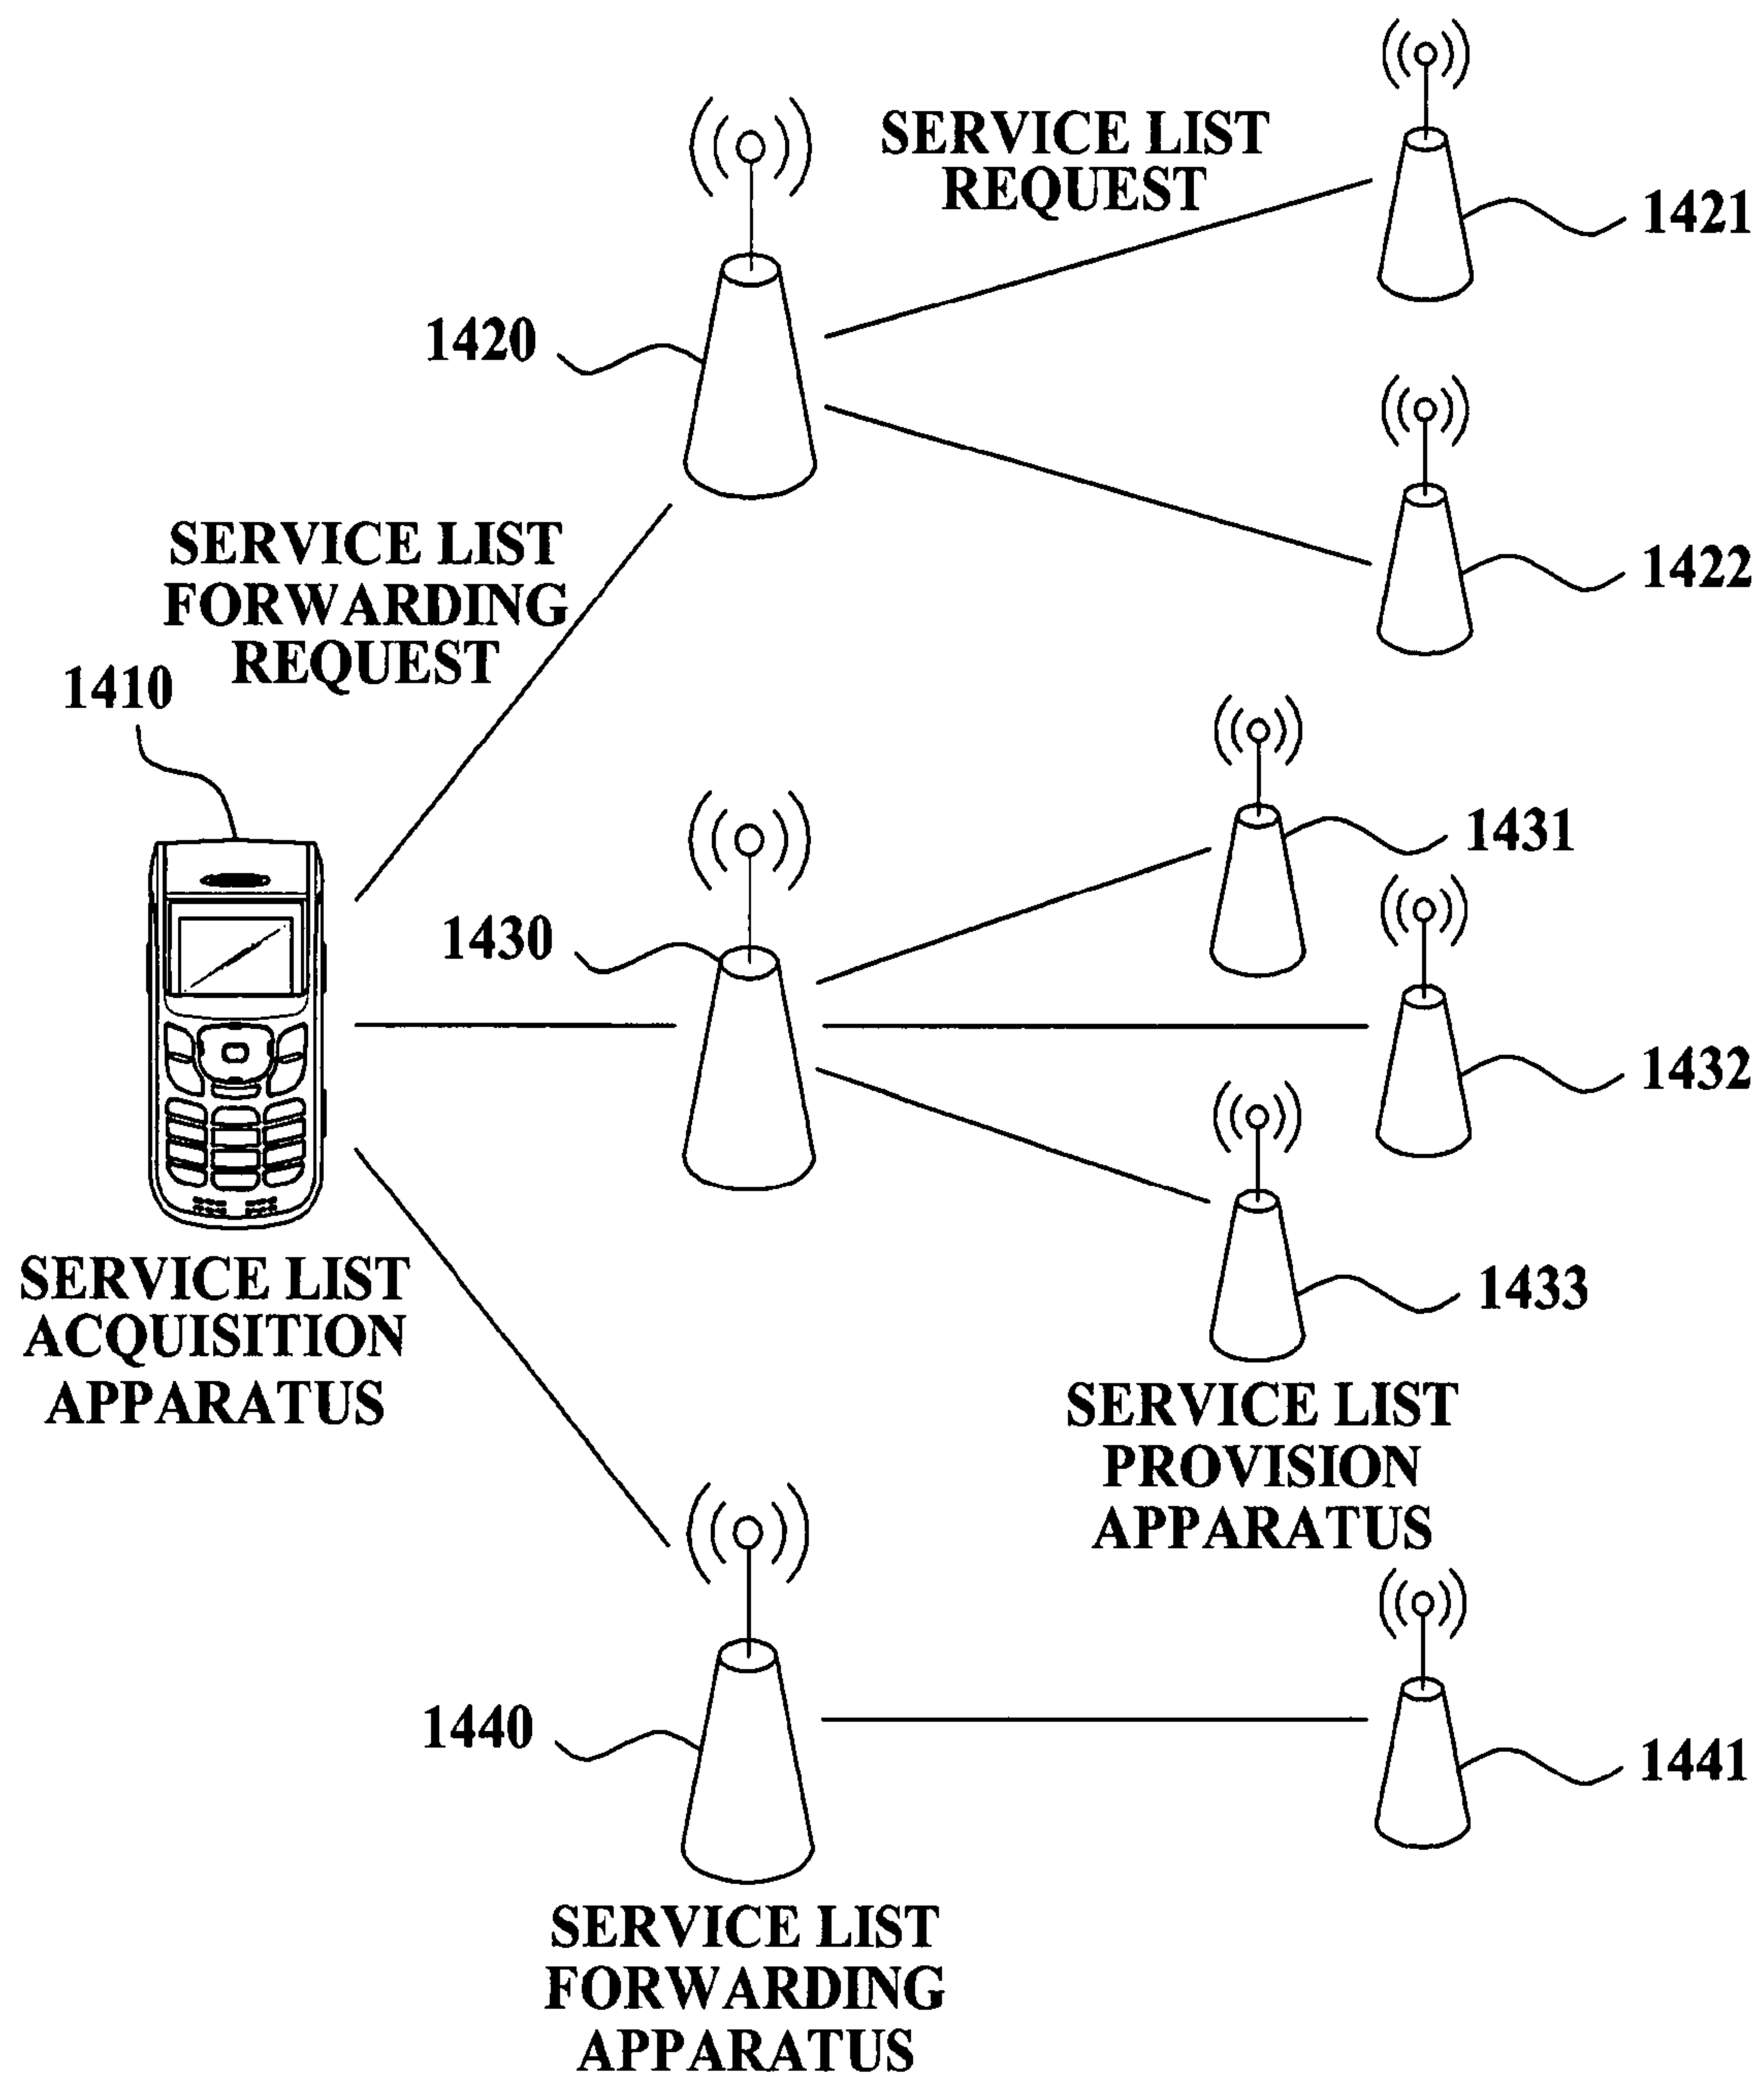 SERVICE LIST
REQUEST
1421
1420
1422
SERVICE LIST
FORWARDING
REQUEST
1410
1431
1430
1432
1433
SERVICE LIST
ACQUISITION
APPARATUS
SERVICE LIST
PROVISION
APPARATUS
1440
1441
SERVICE LIST
FORWARDING
APPARATUS